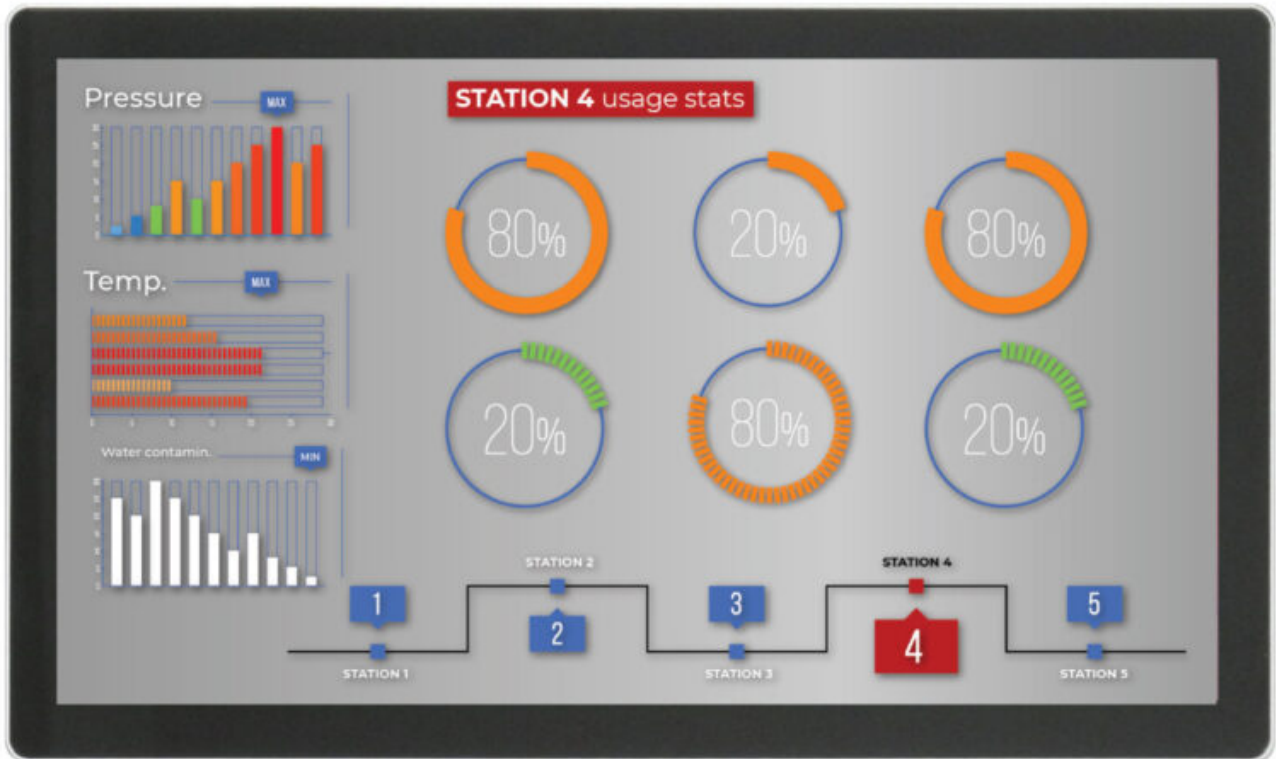 Pressure
MAX
STATION 4 usage stats
80%
20%
80%
Temp.
MAX
20%
80%
20%
Water contamin.
MIN
STATION 2
STATION 4
1
2
3
4
5
STATION 1
STATION 3
STATION 5